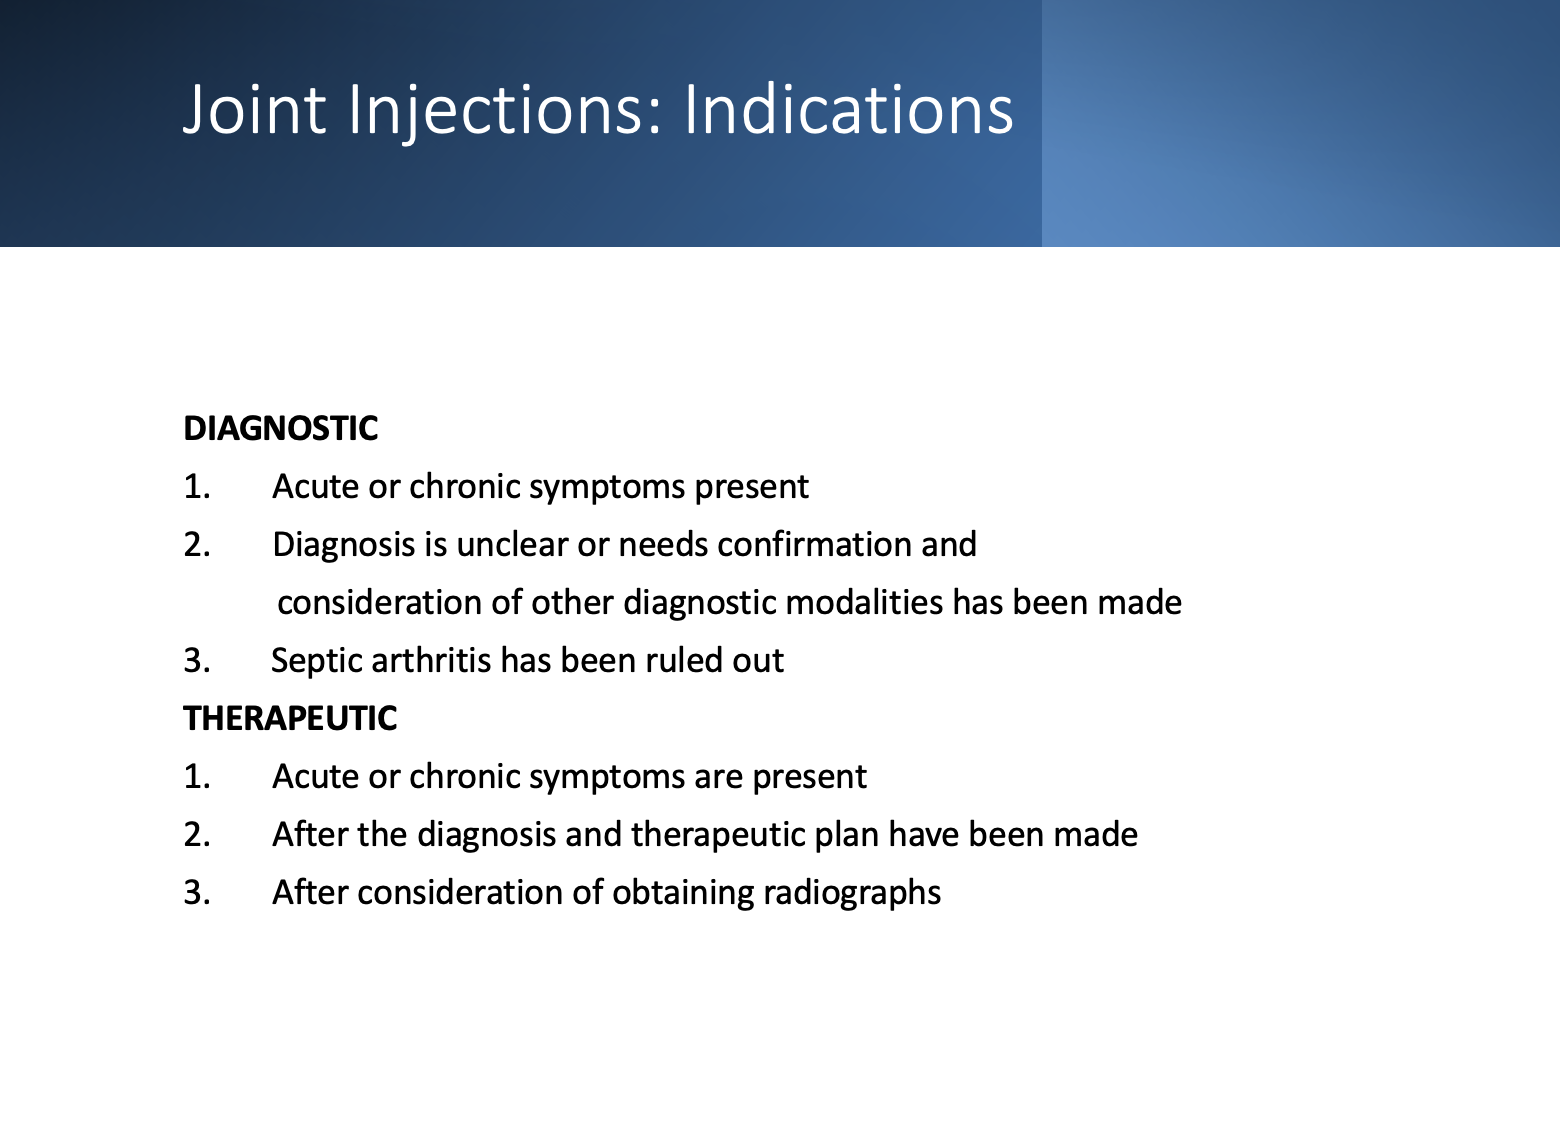 Joint Injections: Indications
DIAGNOSTIC
1. Acute or chronic symptoms present
2. Diagnosis is unclear or needs confirmation and
consideration of other diagnostic modalities has been made
3. Septic arthritis has been ruled out
THERAPEUTIC
1. Acute or chronic symptoms are present
2. After the diagnosis and therapeutic plan have been made
3. After consideration of obtaining radiographs